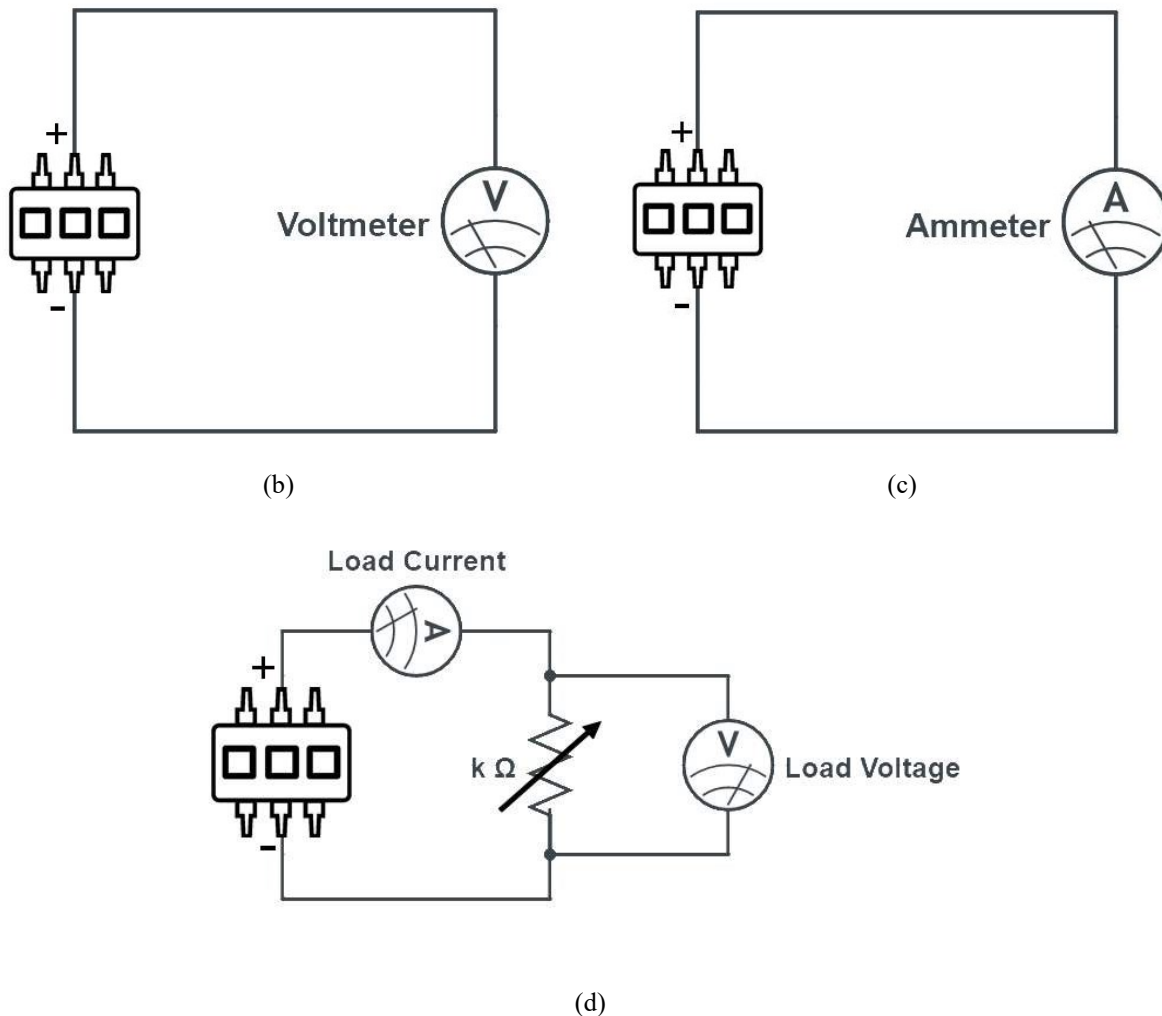 +
V
Voltmeter
-
+
A
Ammeter
-
(b)
(c)
Load Current
A
+
k Ω
V
Load Voltage
-
(d)